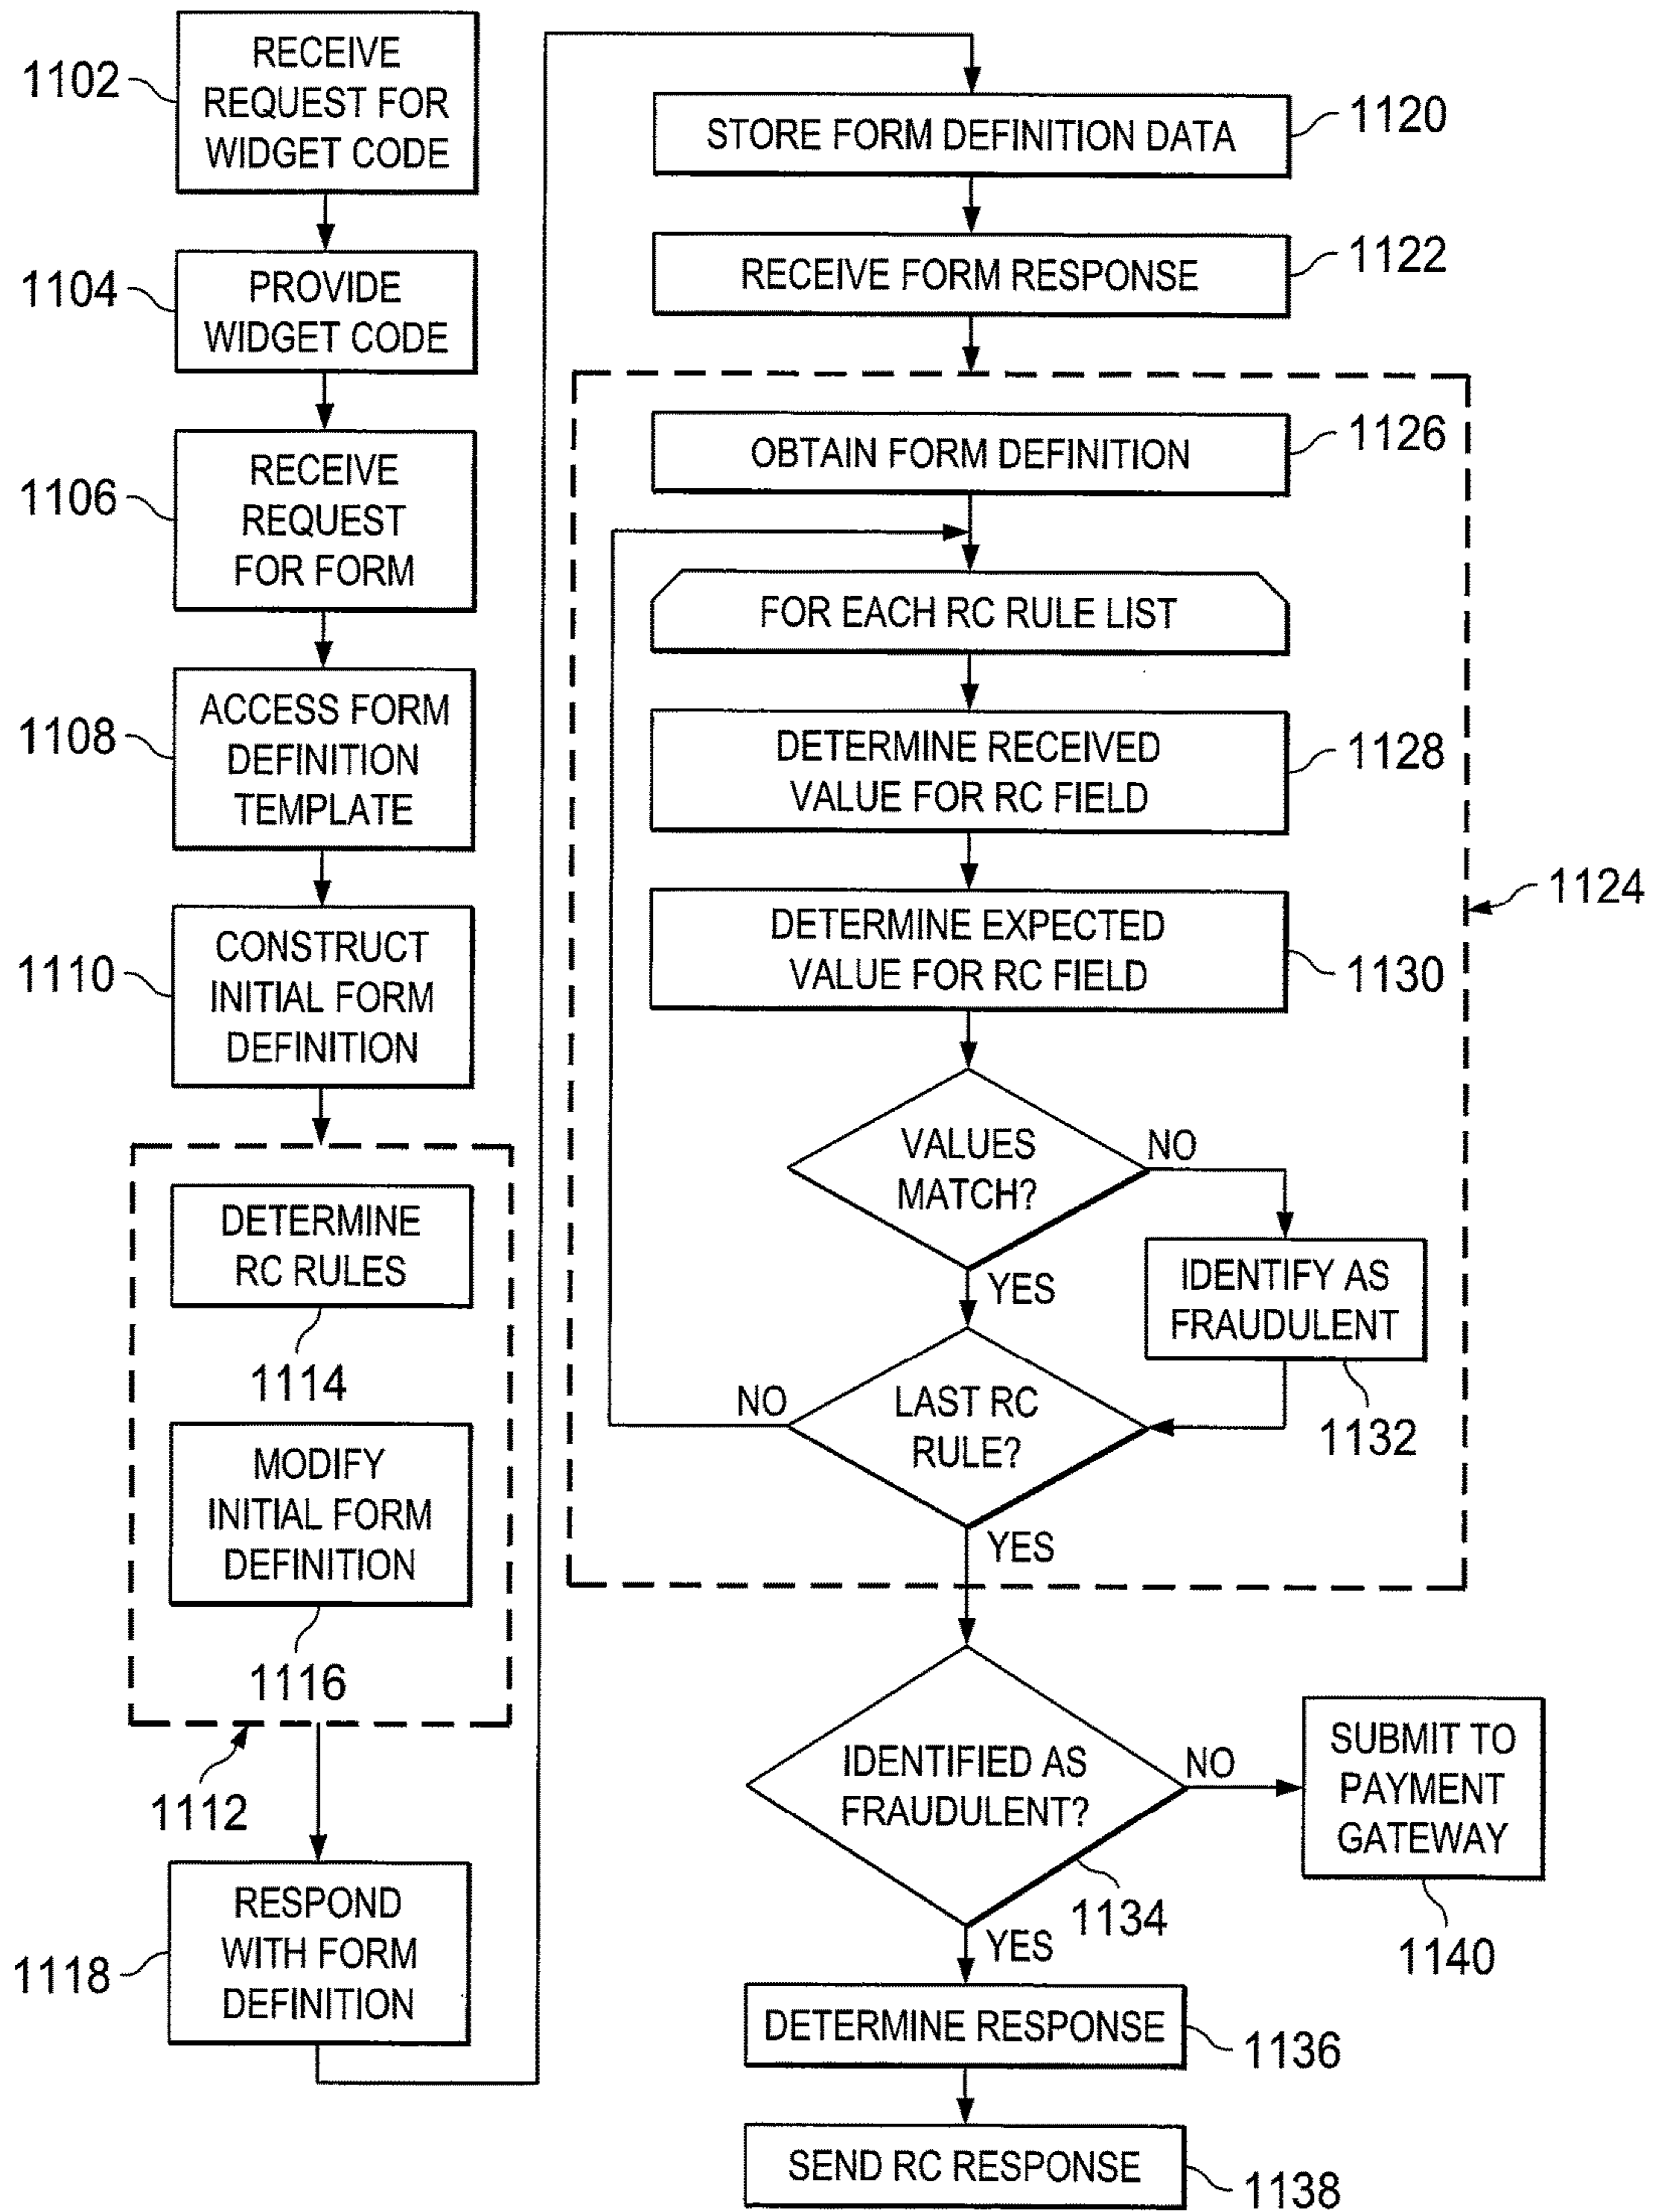 1102
RECEIVE
REQUEST FOR
WIDGET CODE
1104
PROVIDE
WIDGET CODE
1106
RECEIVE
REQUEST
FOR FORM
1108
ACCESS FORM
DEFINITION
TEMPLATE
1110
CONSTRUCT
INITIAL FORM
DEFINITION
DETERMINE
RC RULES
1114
MODIFY
INITIAL FORM
DEFINITION
1116
1112
1118
RESPOND
WITH FORM
DEFINITION
STORE FORM DEFINITION DATA
1120
RECEIVE FORM RESPONSE
1122
OBTAIN FORM DEFINITION
1126
FOR EACH RC RULE LIST
DETERMINE RECEIVED
VALUE FOR RC FIELD
1128
DETERMINE EXPECTED
VALUE FOR RC FIELD
1130
1124
VALUES
MATCH?
NO
YES
IDENTIFY AS
FRAUDULENT
1132
LAST RC
RULE?
NO
YES
IDENTIFIED AS
FRAUDULENT?
NO
1134
YES
SUBMIT TO
PAYMENT
GATEWAY
1140
DETERMINE RESPONSE
1136
SEND RC RESPONSE
1138